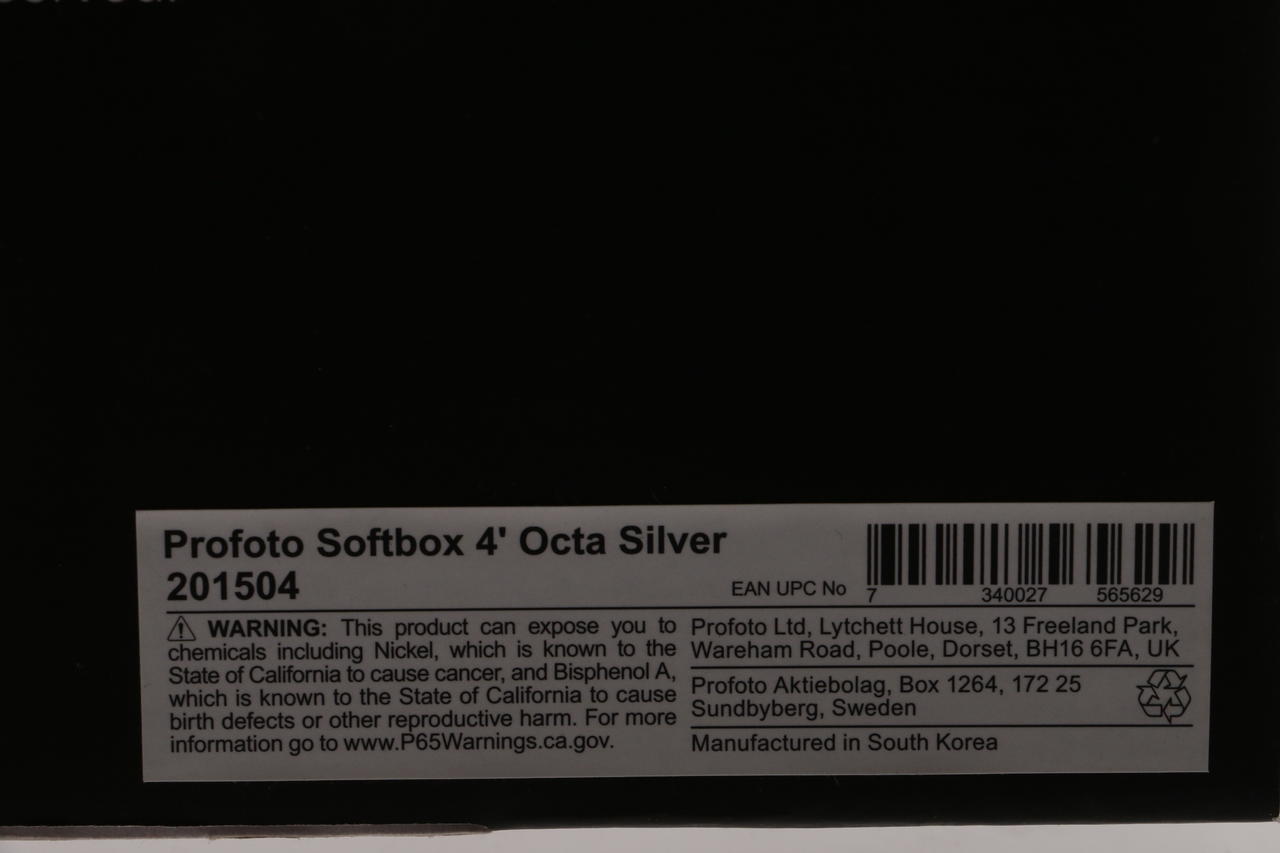 Profoto Softbox 4' Octa Silver
201504
EAN UPC No
7 340027 565629
WARNING: This product can expose you to
chemicals including Nickel, which is known to the
State of California to cause cancer, and Bisphenol A,
which is known to the State of California to cause
birth defects or other reproductive harm. For more
information go to www.P65Warnings.ca.gov.
Profoto Ltd, Lytchett House, 13 Freeland Park,
Wareham Road, Poole, Dorset, BH16 6FA, UK
Profoto Aktiebolag, Box 1264, 172 25
Sundbyberg, Sweden
Manufactured in South Korea